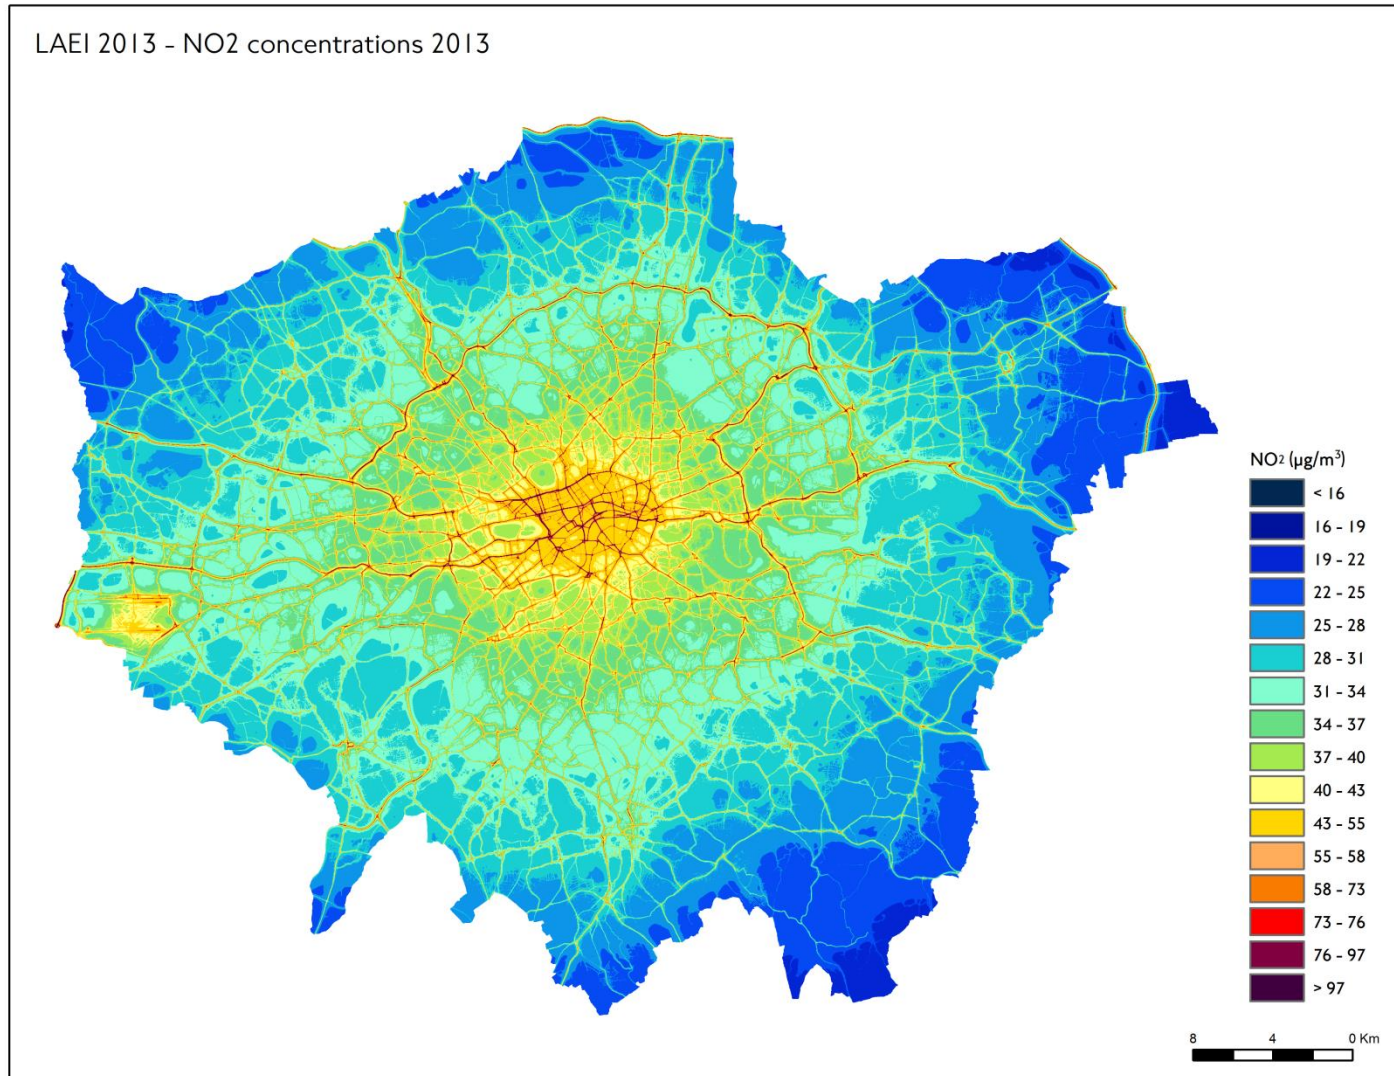 LAEI 2013 - NO2 concentrations 2013
NO2 (µg/m³)
< 16
16 - 19
19 - 22
22 - 25
25 - 28
28 - 31
31 - 34
34 - 37
37 - 40
40 - 43
43 - 55
55 - 58
58 - 73
73 - 76
76 - 97
> 97
8 4 0 Km